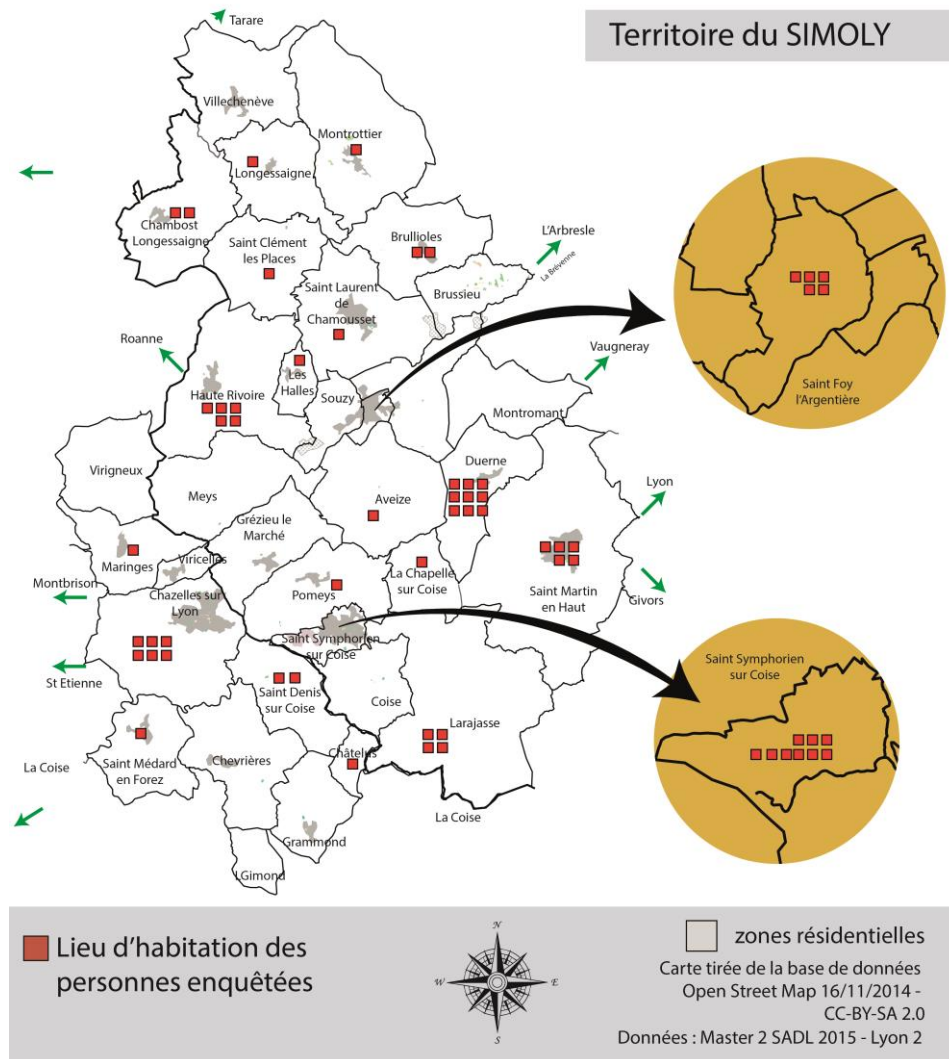 Territoire du SIMOLY
Tarare
Villechenève
Montrottier
Longessaigne
Chambost
Longessaigne
Saint Clément
les Places
Brullioles
L'Arbresle
La Brévenne
Brussieu
Saint Laurent
de
Chamousset
Roanne
Les
Halles
Haute Rivoire
Souzy
Vaugneray
Montromant
Saint Foy
l'Argentière
Virigneux
Meys
Duerne
Aveize
Lyon
Grézieu le
Marché
Maringes
Viricelles
Montbrison
Chazelles sur
Lyon
Pomeys
La Chapelle
sur Coise
Saint Martin
en Haut
Givors
Saint Symphorien
sur Coise
Saint Symphorien
sur Coise
St Etienne
Saint Denis
sur Coise
Coise
Larajasse
La Coise
Saint Médard
en Forez
Chevrières
Châtelus
La Coise
Grammond
LGimond
Lieu d'habitation des
personnes enquêtées
N
W
E
S
zones résidentielles
Carte tirée de la base de données
Open Street Map 16/11/2014 -
CC-BY-SA 2.0
Données : Master 2 SADL 2015 - Lyon 2